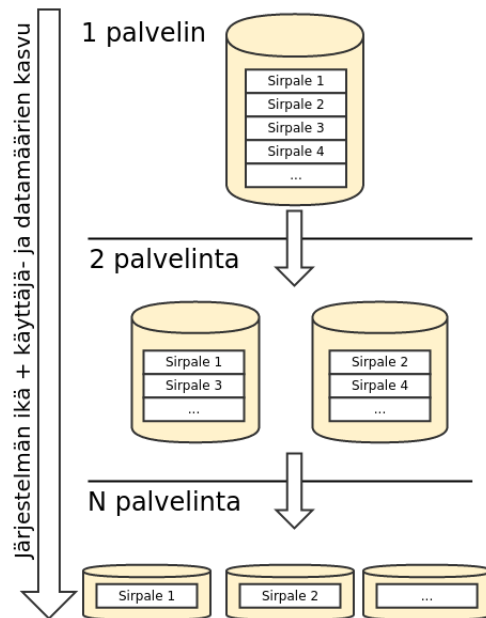 Järjestelmän ikä + käyttäjä- ja datamäärien kasvu
1 palvelin
Sirpale 1
Sirpale 2
Sirpale 3
Sirpale 4
...
2 palvelinta
Sirpale 1
Sirpale 3
...
Sirpale 2
Sirpale 4
...
N palvelinta
Sirpale 1
Sirpale 2
...